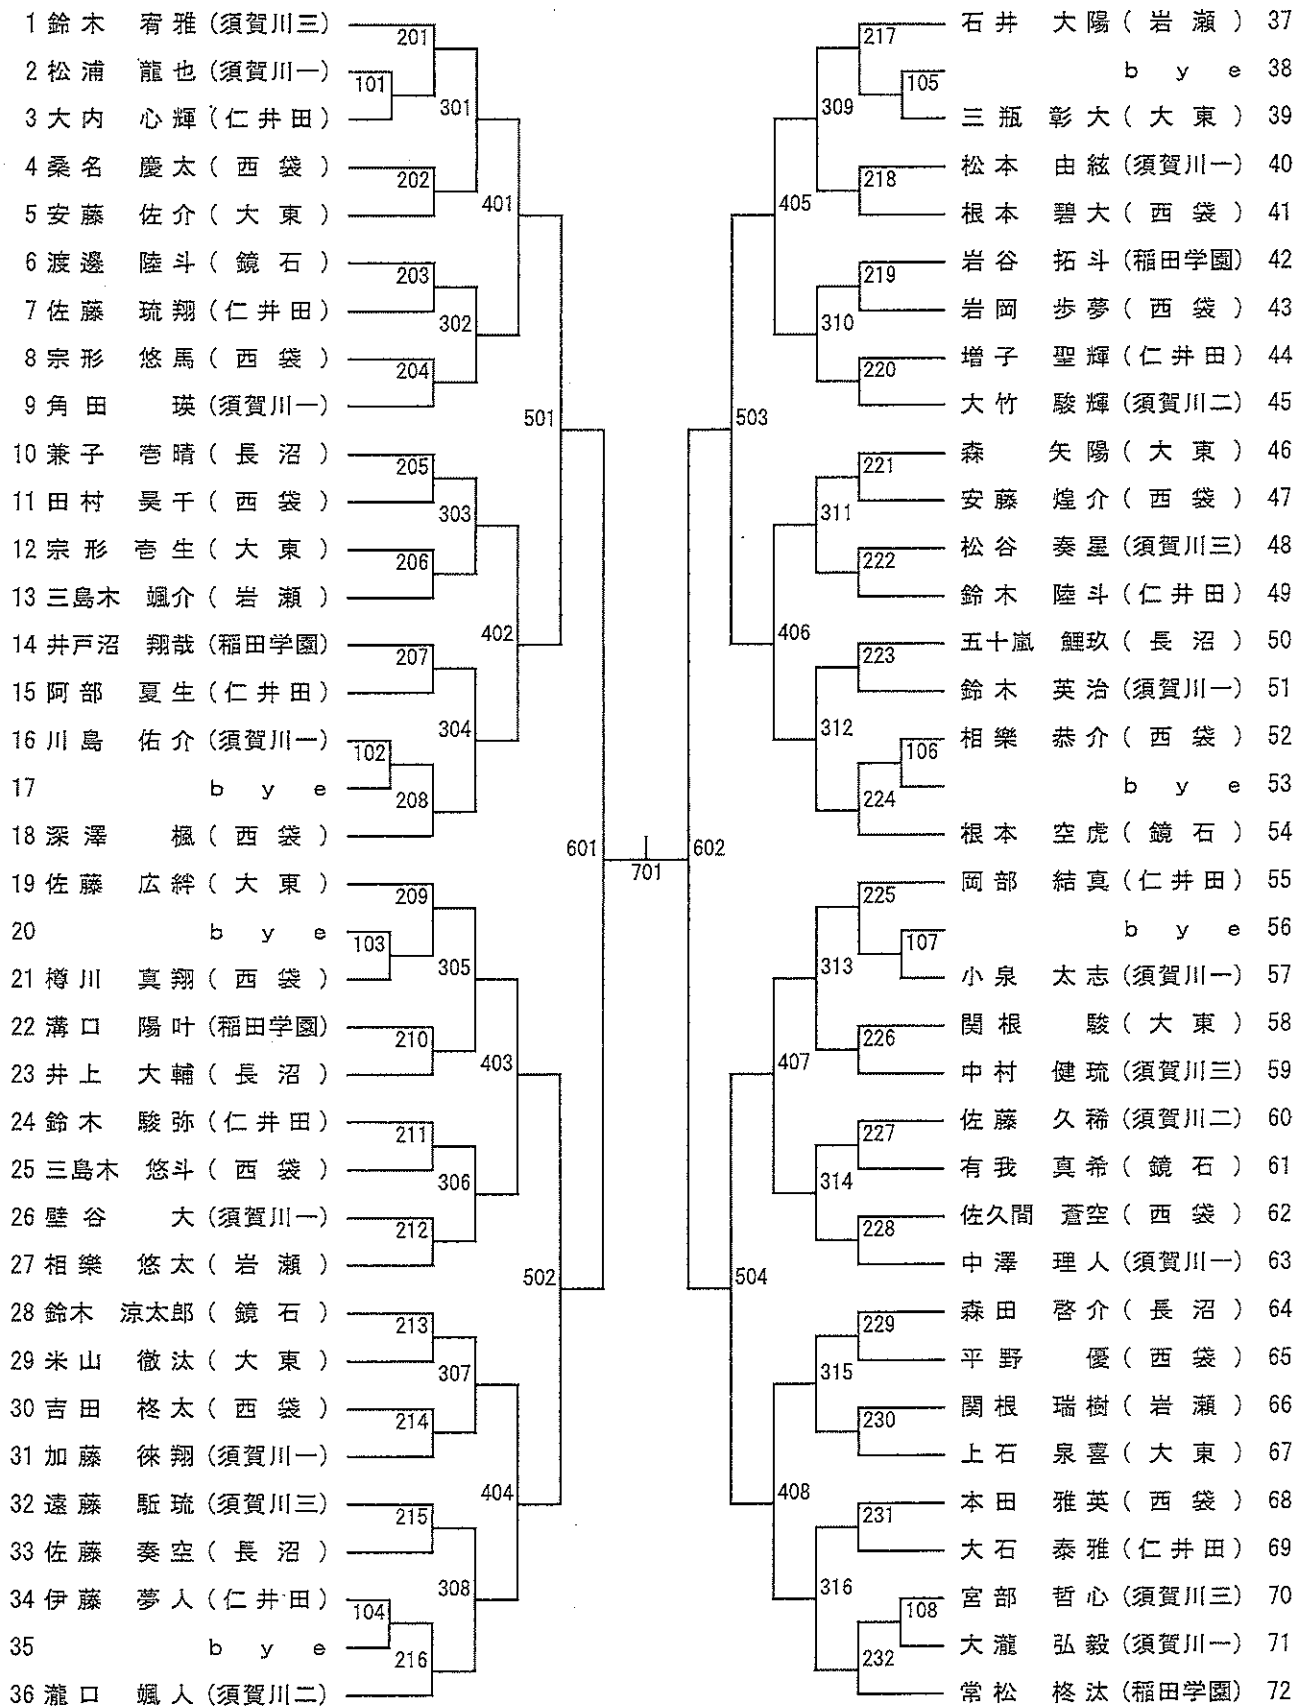 1 鈴木 宥雅 (須賀川三)
2 松浦 龍也 (須賀川一)
3 大内 心輝 (仁井田)
4 桑名 慶太 (西袋)
5 安藤 佐介 (大東)
6 渡邊 陸斗 (鏡石)
7 佐藤 琉翔 (仁井田)
8 宗形 悠馬 (西袋)
9 角田 瑛 (須賀川一)
10 兼子 壱晴 (長沼)
11 田村 昊千 (西袋)
12 宗形 壱生 (大東)
13 三島木 颯介 (岩瀬)
14 井戸沼 翔哉 (稲田学園)
15 阿部 夏生 (仁井田)
16 川島 佑介 (須賀川一)
17 bye
18 深澤 楓 (西袋)
19 佐藤 広絆 (大東)
20 bye
21 樽川 真翔 (西袋)
22 溝口 陽叶 (稲田学園)
23 井上 大輔 (長沼)
24 鈴木 駿弥 (仁井田)
25 三島木 悠斗 (西袋)
26 壁谷 大 (須賀川一)
27 相樂 悠太 (岩瀬)
28 鈴木 涼太郎 (鏡石)
29 米山 徹汰 (大東)
30 吉田 柊太 (西袋)
31 加藤 徠翔 (須賀川一)
32 遠藤 駈琉 (須賀川三)
33 佐藤 奏空 (長沼)
34 伊藤 夢人 (仁井田)
35 bye
36 瀧口 颯人 (須賀川二)
101
102
103
104
201
202
203
204
205
206
207
208
209
210
211
212
213
214
215
216
301
302
303
304
305
306
307
308
401
402
403
404
501
502
601
701
602
503
504
405
406
407
408
309
310
311
312
313
314
315
316
217
218
219
220
221
222
223
224
225
226
227
228
229
230
231
232
105
106
107
108
石井 大陽 (岩瀬) 37
bye 38
三瓶 彰大 (大東) 39
松本 由絃 (須賀川一) 40
根本 碧大 (西袋) 41
岩谷 拓斗 (稲田学園) 42
岩岡 歩夢 (西袋) 43
増子 聖輝 (仁井田) 44
大竹 駿輝 (須賀川二) 45
森 矢陽 (大東) 46
安藤 煌介 (西袋) 47
松谷 奏星 (須賀川三) 48
鈴木 陸斗 (仁井田) 49
五十嵐 鯉玖 (長沼) 50
鈴木 英治 (須賀川一) 51
相樂 恭介 (西袋) 52
bye 53
根本 空虎 (鏡石) 54
岡部 結真 (仁井田) 55
bye 56
小泉 太志 (須賀川一) 57
関根 駿 (大東) 58
中村 健琉 (須賀川三) 59
佐藤 久稀 (須賀川二) 60
有我 真希 (鏡石) 61
佐久間 蒼空 (西袋) 62
中澤 理人 (須賀川一) 63
森田 啓介 (長沼) 64
平野 優 (西袋) 65
関根 瑞樹 (岩瀬) 66
上石 泉喜 (大東) 67
本田 雅英 (西袋) 68
大石 泰雅 (仁井田) 69
宮部 哲心 (須賀川三) 70
大瀧 弘毅 (須賀川一) 71
常松 柊汰 (稲田学園) 72